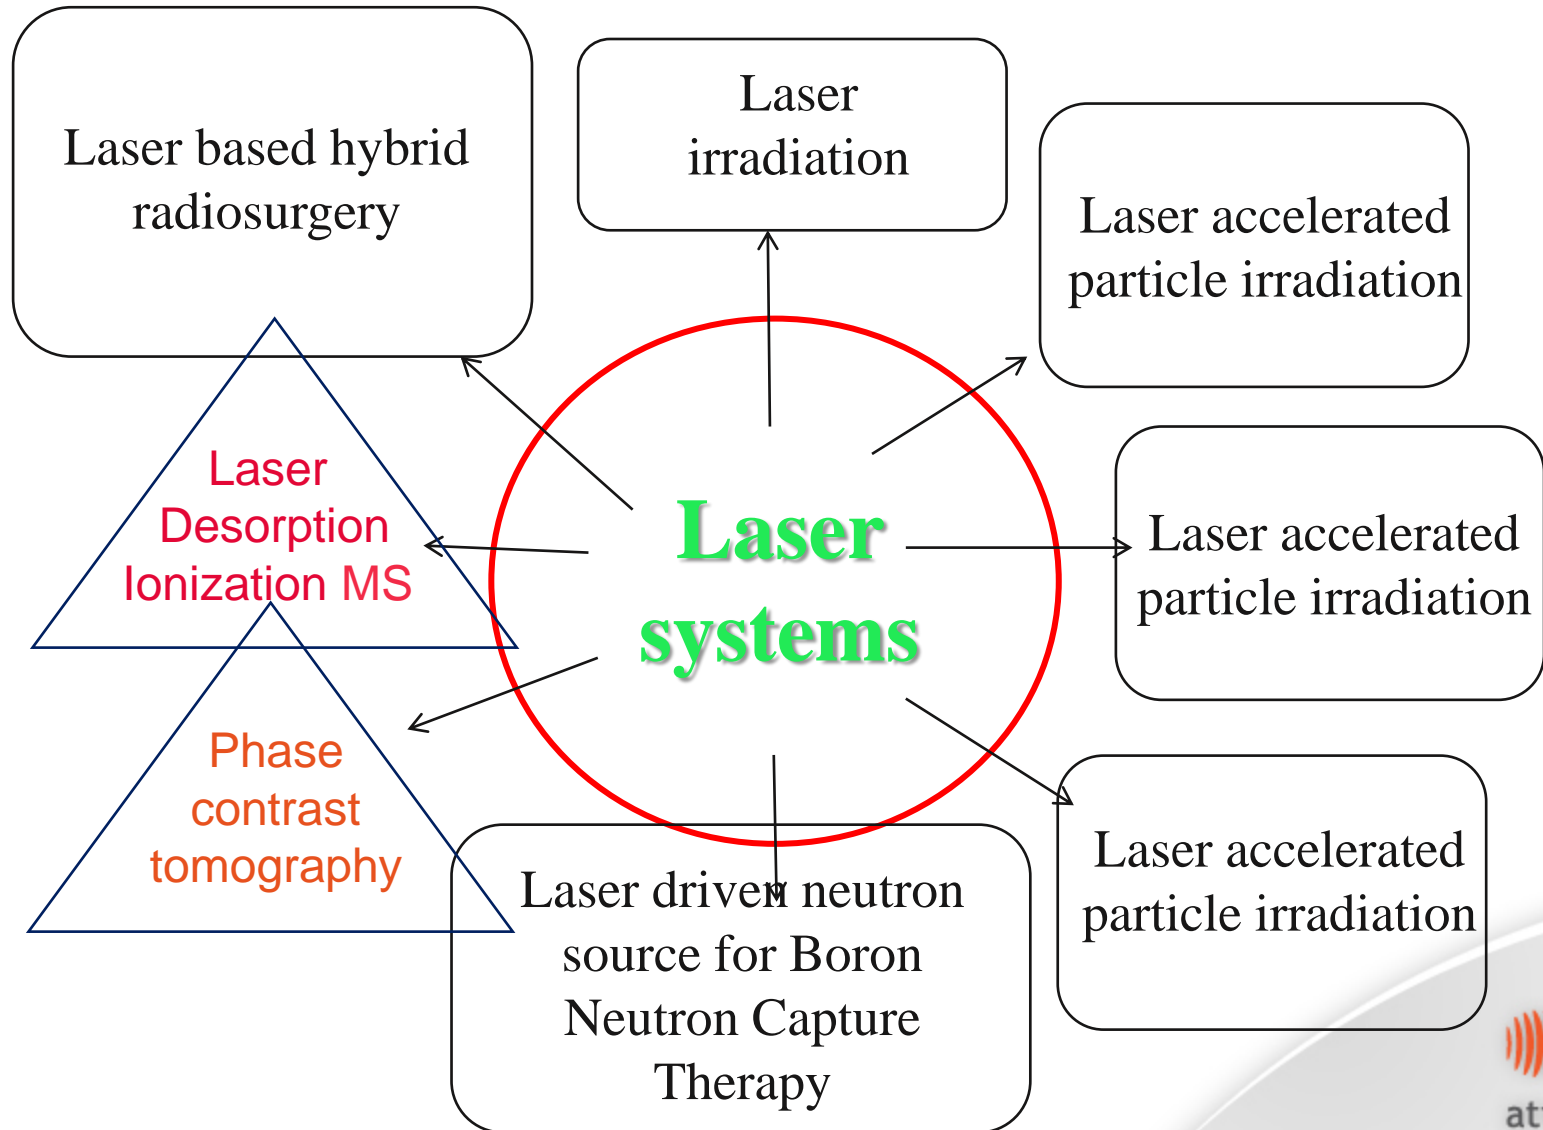 Laser based hybrid
radiosurgery
Laser
irradiation
Laser accelerated
particle irradiation
Laser
Desorption
Ionization MS
Laser
systems
Laser accelerated
particle irradiation
Phase
contrast
tomography
Laser accelerated
particle irradiation
Laser driven neutron
source for Boron
Neutron Capture
Therapy